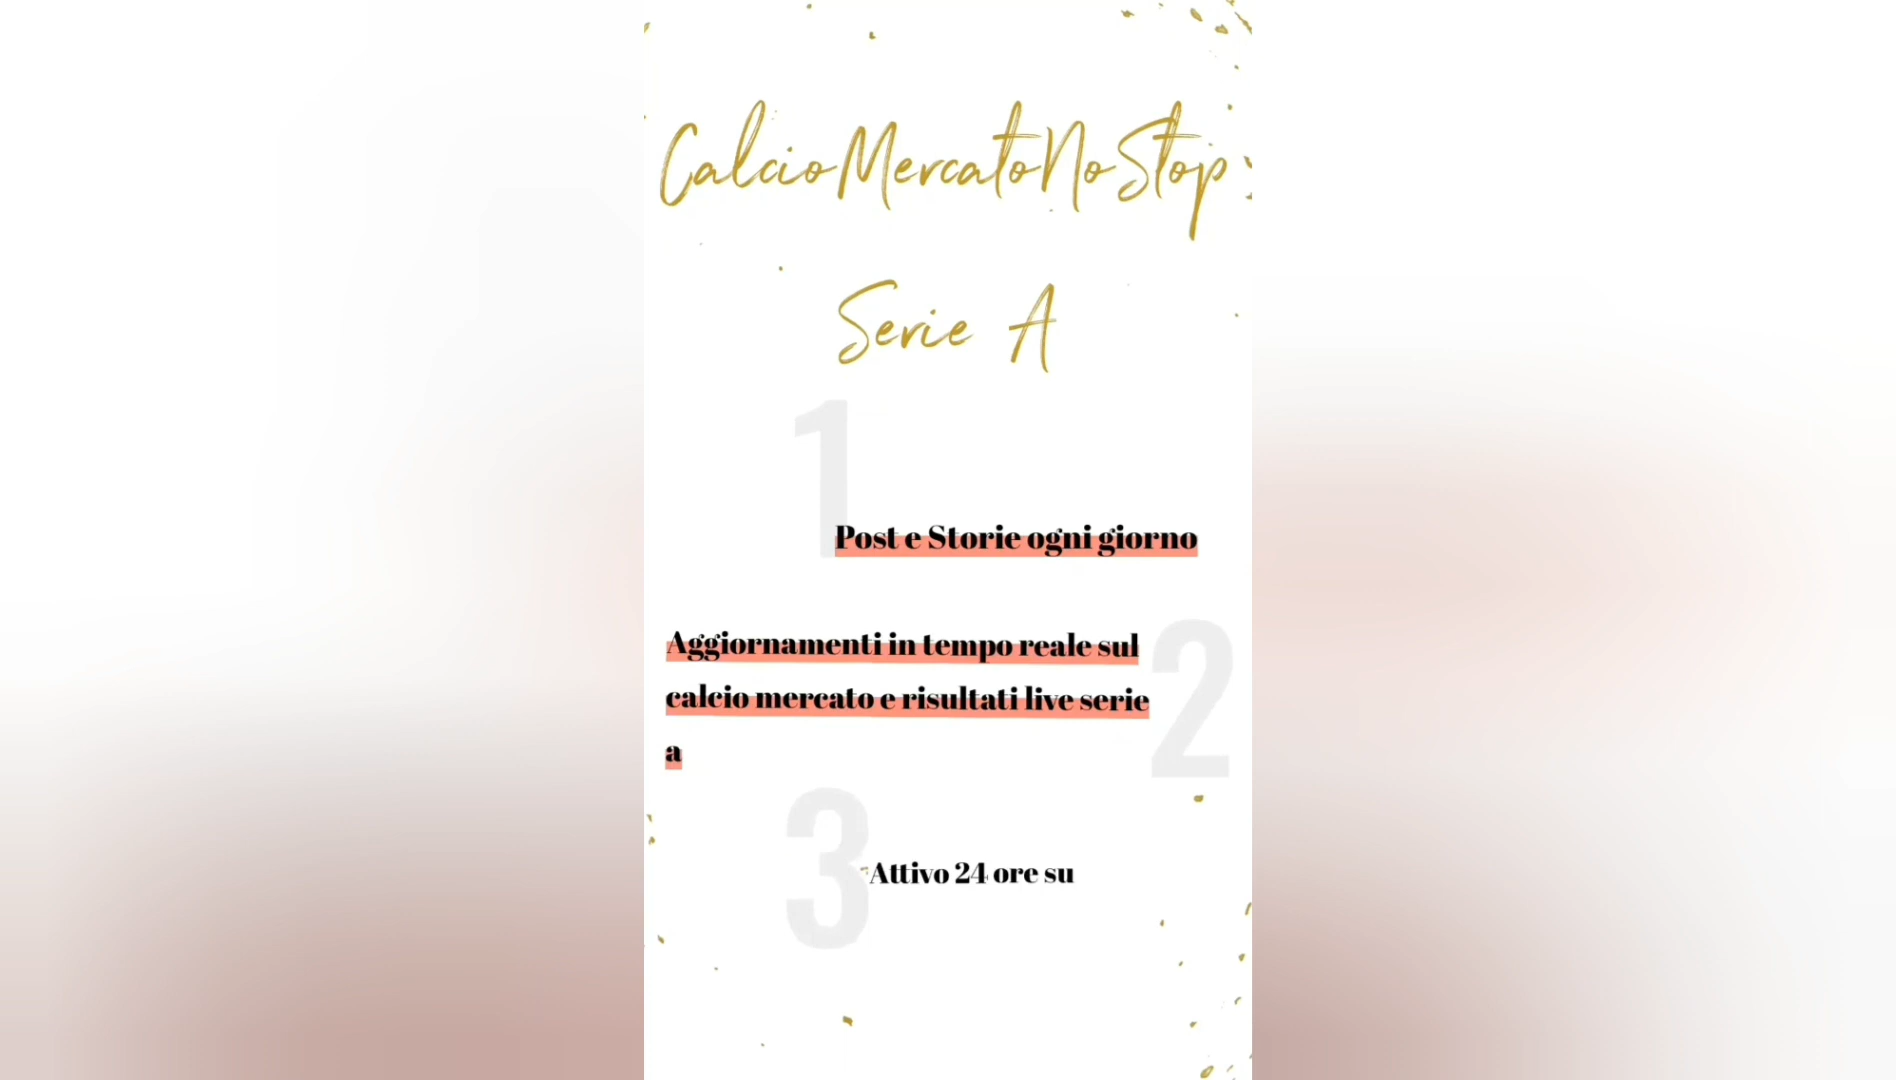 CalcioMercatoNoStop
Serie A
1
Post e Storie ogni giorno
Aggiornamenti in tempo reale sul
calcio mercato e risultati live serie
a
2
3
Attivo 24 ore su